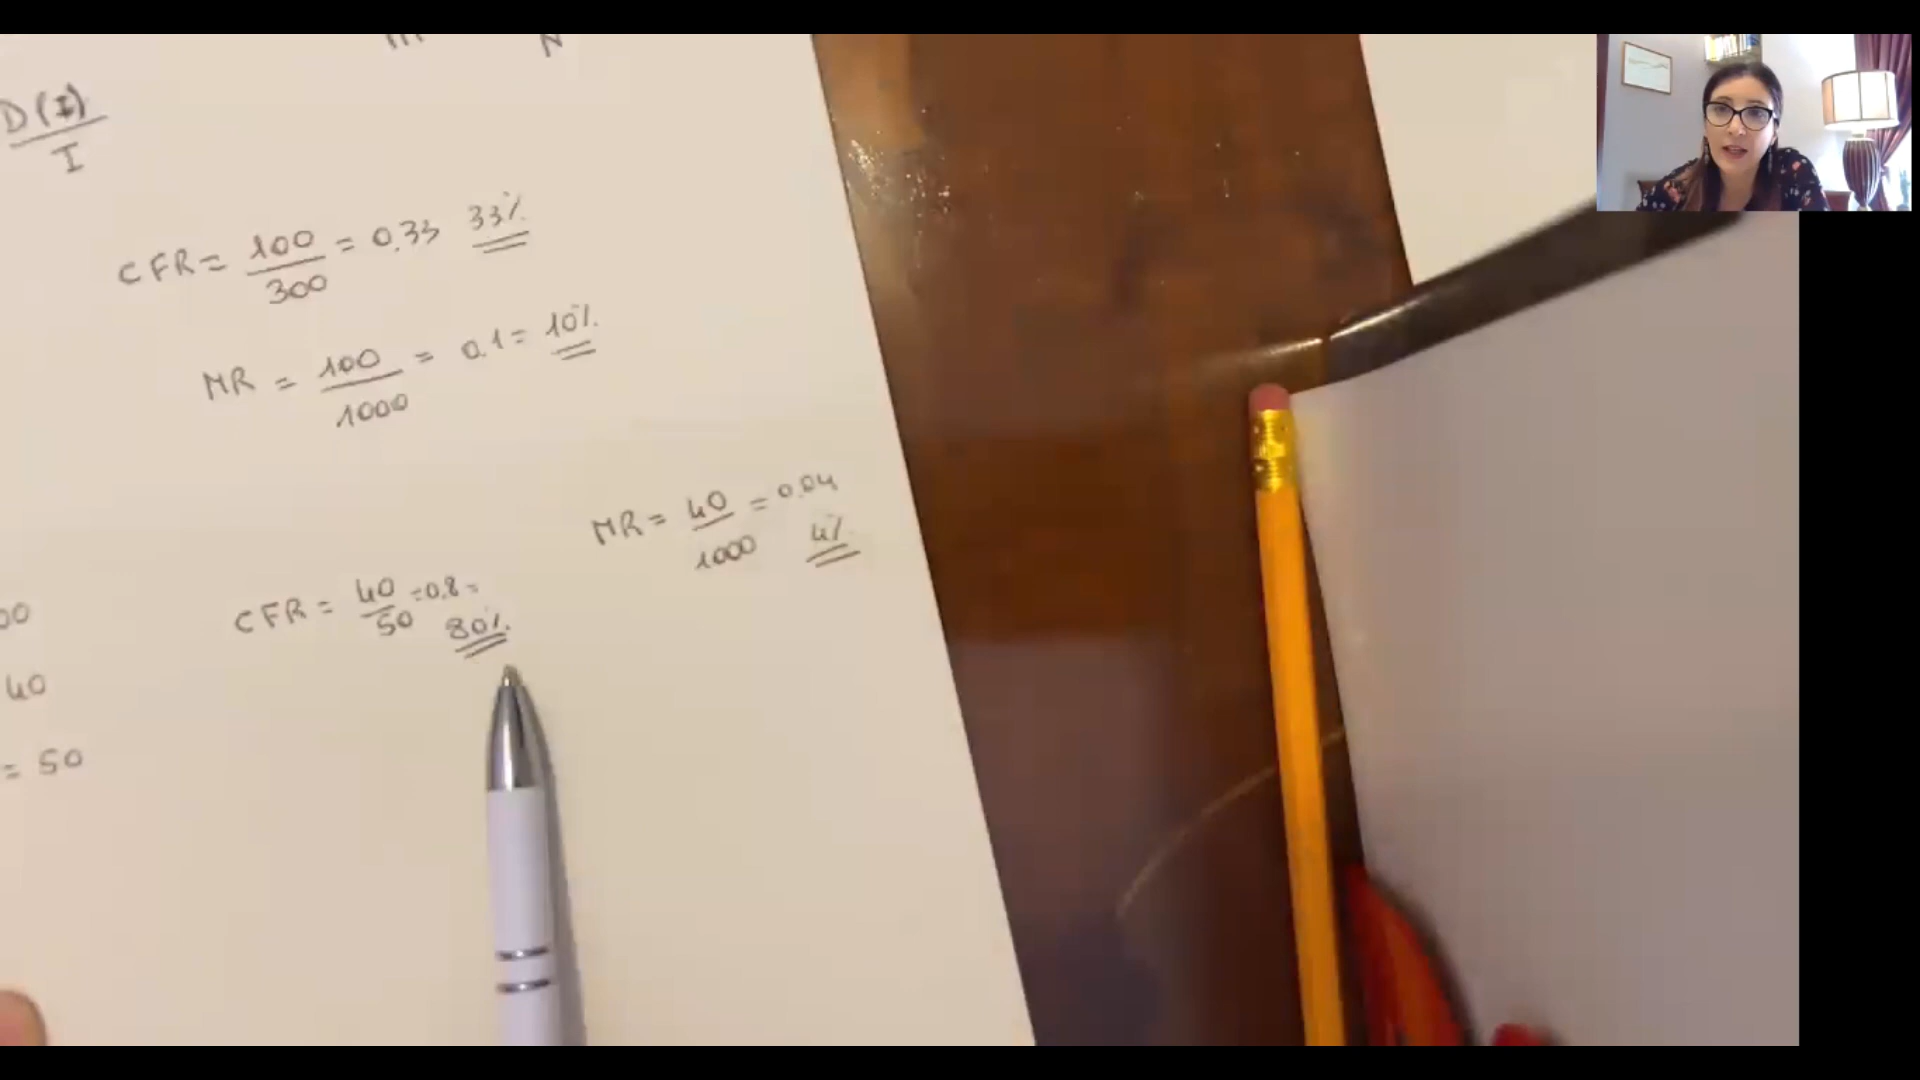 N
D(I)
I
CFR = 100 = 0.33 33%
300
MR = 100 = 0.1 = 10%
1000
MR = 40 = 0.04
1000 4%
CFR = 40 = 0.8 =
50 80%
00
40
= 50